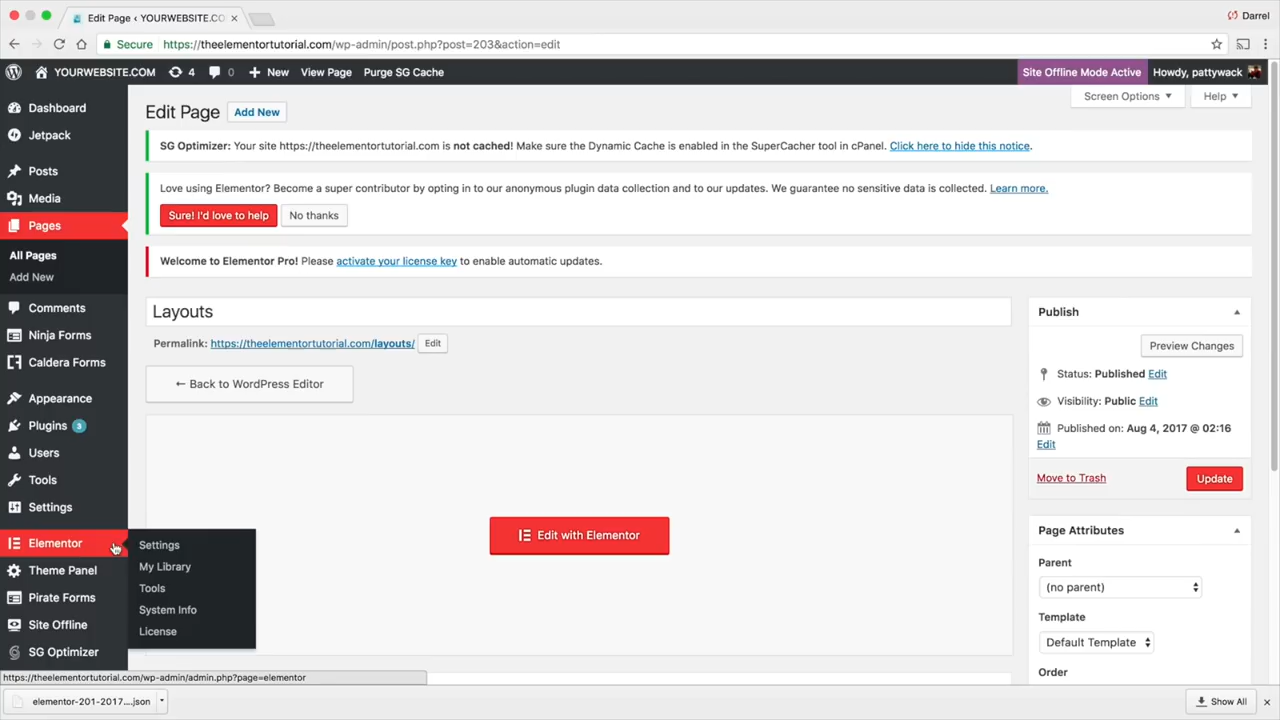 Edit Page ‹ YOURWEBSITE.CO
Darrel
Secure https://theelementortutorial.com/wp-admin/post.php?post=203&action=edit
YOURWEBSITE.COM 4 0 New View Page Purge SG Cache
Site Offline Mode Active Howdy, pattywack
Screen Options Help
Dashboard
Jetpack
Posts
Media
Pages
All Pages
Add New
Comments
Ninja Forms
Caldera Forms
Appearance
Plugins 3
Users
Tools
Settings
Elementor
Theme Panel
Pirate Forms
Site Offline
SG Optimizer
Settings
My Library
Tools
System Info
License
Edit Page Add New
SG Optimizer: Your site https://theelementortutorial.com is not cached! Make sure the Dynamic Cache is enabled in the SuperCacher tool in cPanel. Click here to hide this notice.
Love using Elementor? Become a super contributor by opting in to our anonymous plugin data collection and to our updates. We guarantee no sensitive data is collected. Learn more.
Sure! I'd love to help No thanks
Welcome to Elementor Pro! Please activate your license key to enable automatic updates.
Layouts
Permalink: https://theelementortutorial.com/layouts/ Edit
← Back to WordPress Editor
Edit with Elementor
Publish
Preview Changes
Status: Published Edit
Visibility: Public Edit
Published on: Aug 4, 2017 @ 02:16
Edit
Move to Trash Update
Page Attributes
Parent
(no parent)
Template
Default Template
Order
https://theelementortutorial.com/wp-admin/admin.php?page=elementor
elementor-201-2017....json
Show All